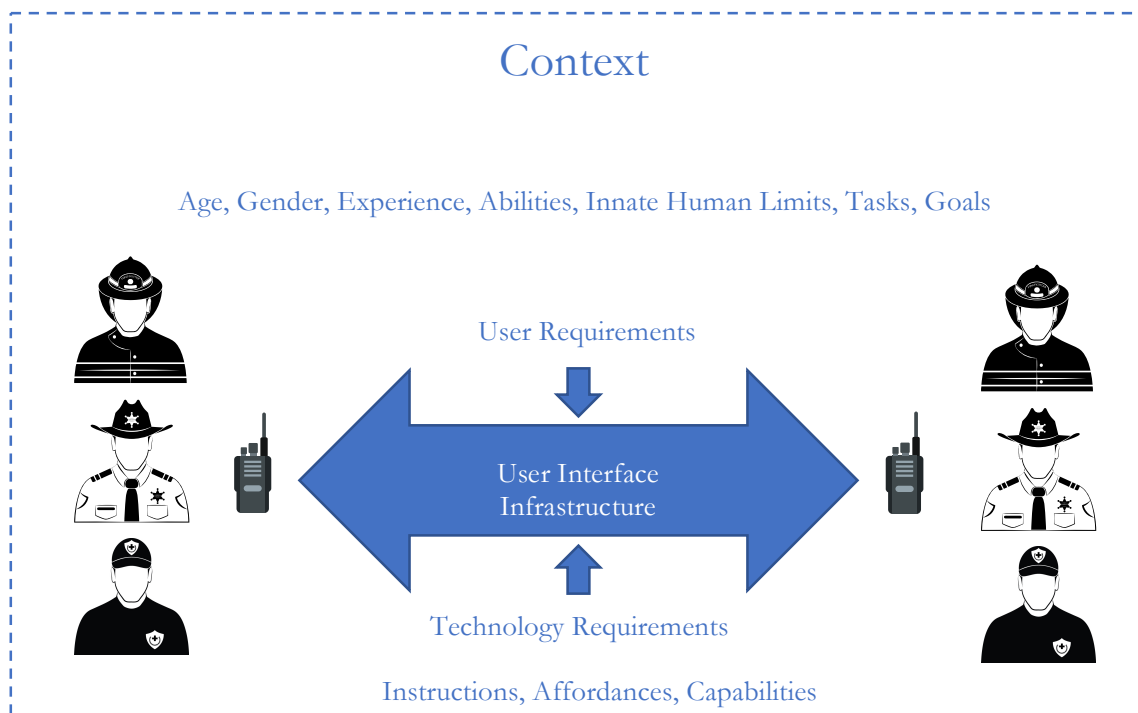 Context
Age, Gender, Experience, Abilities, Innate Human Limits, Tasks, Goals
User Requirements
User Interface
Infrastructure
Technology Requirements
Instructions, Affordances, Capabilities